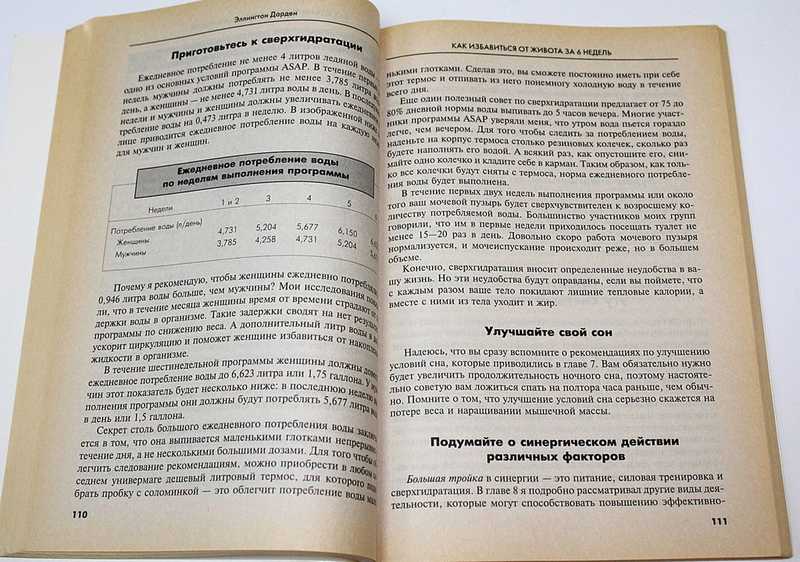 Эллингтон Дарден
Приготовьтесь к сверхгидратации
Ежедневное потребление не менее 4 литров ледяной воды
одно из основных условий программы ASAP. В течение первых
недель мужчины должны потреблять не менее 3,785 литра
день, а женщины — не менее 4,731 литра воды в день. В последующие
недели и мужчины и женщины должны увеличивать ежедневное
требление воды на 0,473 литра в неделю. В изображенной ниже
лице приводится ежедневное потребление воды на каждую
для мужчин и женщин.
Ежедневное потребление воды
по неделям выполнения программы
Недели 1 и 2 3 4 5
Потребление воды (л/день)
Женщины 4,731 5,204 5,677 6,150
Мужчины 3,785 4,258 4,731 5,204
Почему я рекомендую, чтобы женщины ежедневно потребляли
0,946 литра воды больше, чем мужчины? Мои исследования
ли, что в течение месяца женщины время от времени страдают от
держки воды в организме. Такие задержки сводят на нет
программы по снижению веса. А дополнительный литр воды в
ускорит циркуляцию и поможет женщине избавиться от
жидкости в организме.
В течение шестинедельной программы женщины должны
ежедневное потребление воды до 6,623 литра или 1,75 галлона. У
чин этот показатель будет несколько ниже: в последнюю неделю
полнения программы они должны будут потреблять 5,677 литра
в день или 1,5 галлона.
Секрет столь большого ежедневного потребления воды
ется в том, что она выпивается маленькими глотками непрерывно
течение дня, а не несколькими большими дозами. Для того чтобы
легчить следование рекомендациям, можно приобрести в любом
седнем универмаге дешевый литровый термос, для которого
брать пробку с соломинкой — это облегчит потребление воды
110
КАК ИЗБАВИТЬСЯ ОТ ЖИВОТА ЗА 6 НЕДЕЛЬ
нькими глотками. Сделав это, вы сможете постоянно иметь при себе
этот термос и отпивать из него понемногу холодную воду в течение
всего дня.
Еще один полезный совет по сверхгидратации предлагает от 75 до
80% дневной нормы воды выпивать до 5 часов вечера. Многие участ-
ники программы ASAP уверяли меня, что утром вода пьется гораздо
легче, чем вечером. Для того чтобы следить за потреблением воды,
наденьте на корпус термоса столько резиновых колечек, сколько раз
будете наполнять его водой. А всякий раз, как опустошите его, сни-
майте одно колечко и кладите себе в карман. Таким образом, как толь-
ко все колечки будут сняты с термоса, норма ежедневного потребле-
ния воды будет выполнена.
В течение первых двух недель выполнения программы или около
того ваш мочевой пузырь будет сверхчувствителен к возросшему ко-
личеству потребляемой воды. Большинство участников моих групп
говорили, что им в первые недели приходилось посещать туалет не
менее 15—20 раз в день. Довольно скоро работа мочевого пузыря
нормализуется, и мочеиспускание происходит реже, но в большем
объеме.
Конечно, сверхгидратация вносит определенные неудобства в ва-
шу жизнь. Но эти неудобства будут оправданы, если вы поймете, что
с каждым разом ваше тело покидают лишние тепловые калории, а
вместе с ними из тела уходит и жир.
Улучшайте свой сон
Надеюсь, что вы сразу вспомните о рекомендациях по улучшению
условий сна, которые приводились в главе 7. Вам обязательно нужно
будет увеличить продолжительность ночного сна, поэтому настоятель-
но советую вам ложиться спать на полтора часа раньше, чем обыч-
но. Помните о том, что улучшение условий сна серьезно скажется на
потере веса и наращивании мышечной массы.
Подумайте о синергическом действии
различных факторов
Большая тройка в синергии — это питание, силовая тренировка и
сверхгидратация. В главе 8 я подробно рассматривал другие виды дея-
тельности, которые могут способствовать повышению эффективно-
111